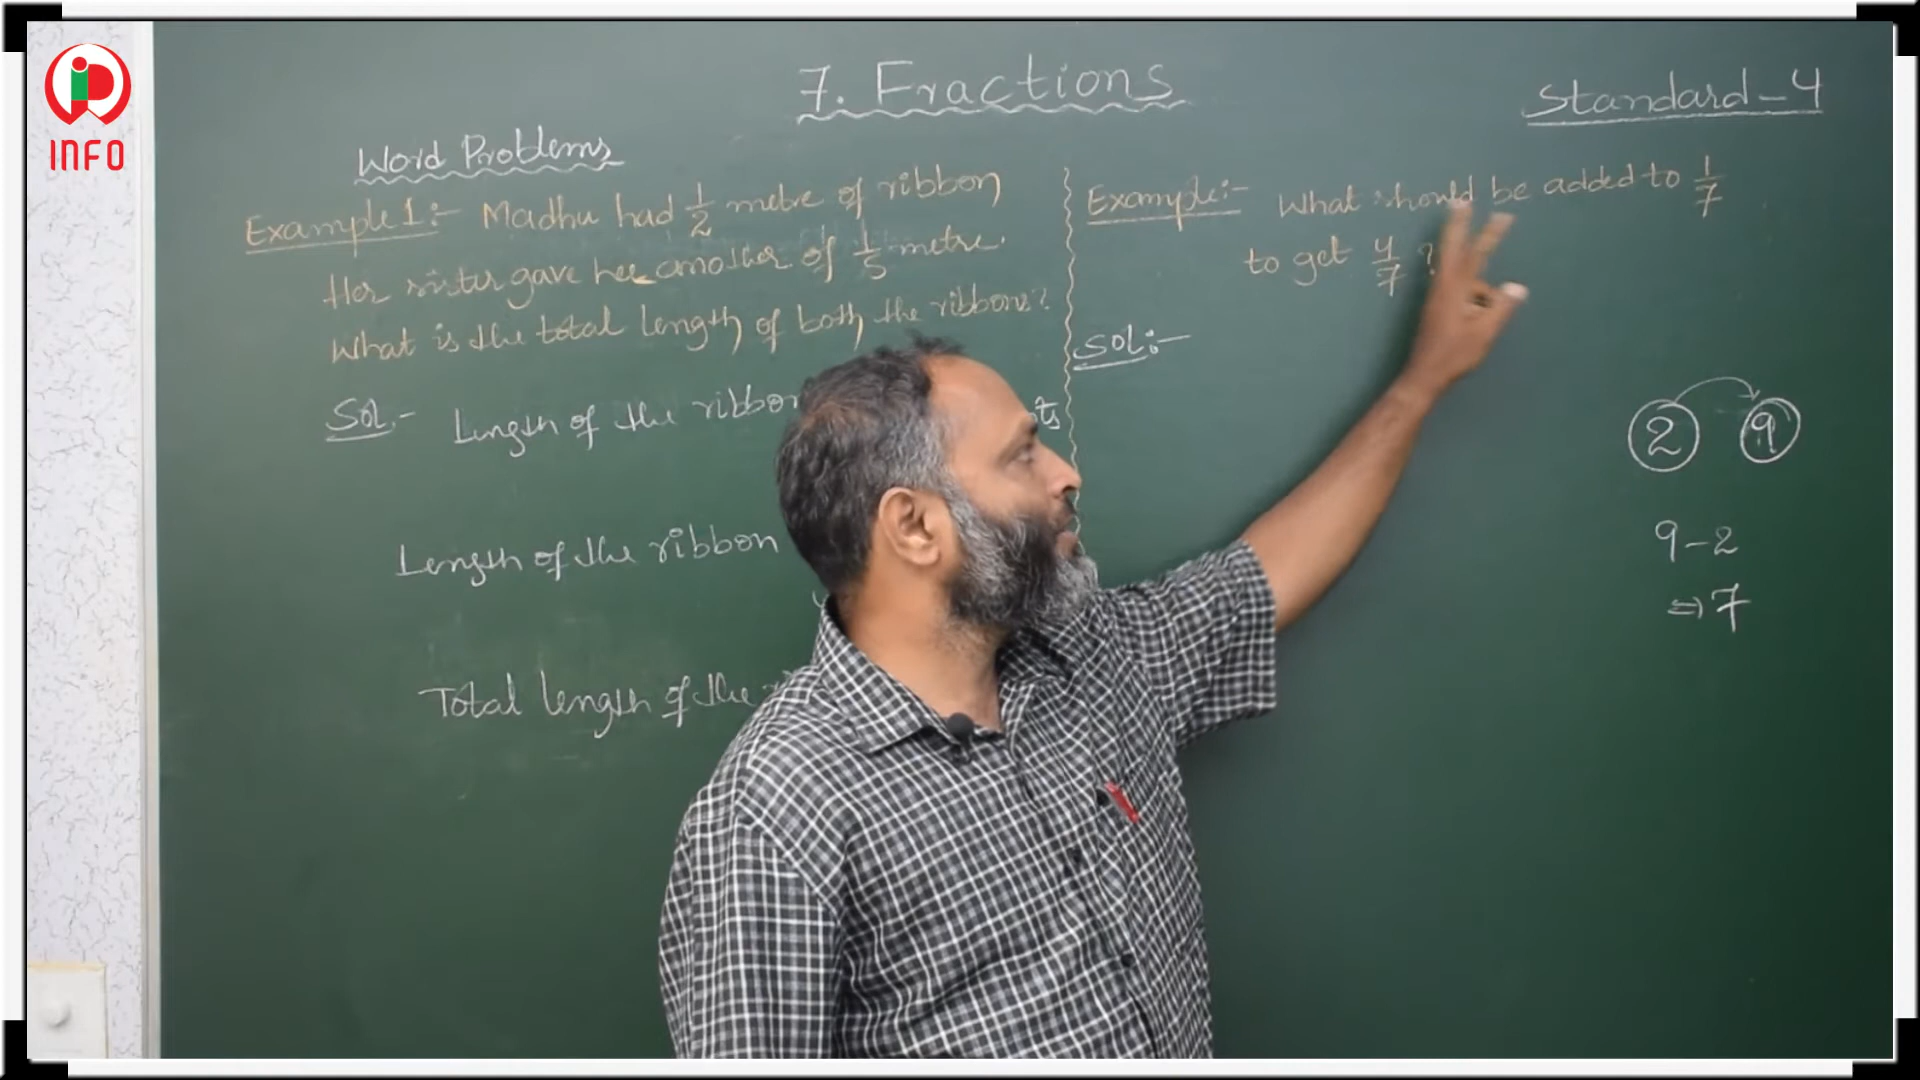 INFO
7. Fractions
Standard - 4
Word Problems
Example 1:- Madhu had 1/2 metre of ribbon
Her sister gave her another of 1/5 metre.
What is the total length of both the ribbons?
Sol.- Length of the ribbon
Length of the ribbon
Total length of the
Example:- What should be added to 1/7
to get 4/7 ?
Sol:-
2 9
9 - 2
⇒ 7